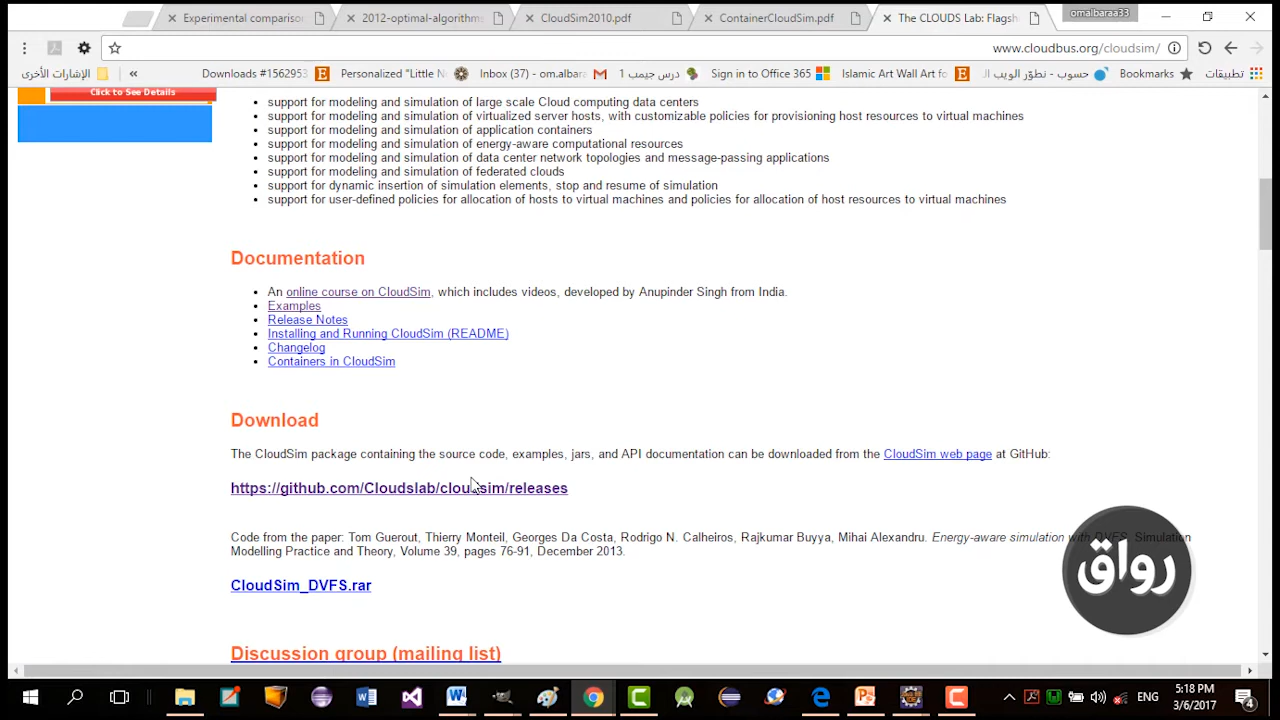 Experimental compariso
2012-optimal-algorithms
CloudSim2010.pdf
ContainerCloudSim.pdf
The CLOUDS Lab: Flagsh
omalbaraa33
www.cloudbus.org/cloudsim/
الإشارات الأخرى
«
Downloads #1562953
Personalized "Little N
Inbox (37) - om.albar
درس جيمب 1
Sign in to Office 365
Islamic Art Wall Art fo
حسوب - تطوّر الويب ال
Bookmarks
تطبيقات
Click to See Details
support for modeling and simulation of large scale Cloud computing data centers
support for modeling and simulation of virtualized server hosts, with customizable policies for provisioning host resources to virtual machines
support for modeling and simulation of application containers
support for modeling and simulation of energy-aware computational resources
support for modeling and simulation of data center network topologies and message-passing applications
support for modeling and simulation of federated clouds
support for dynamic insertion of simulation elements, stop and resume of simulation
support for user-defined policies for allocation of hosts to virtual machines and policies for allocation of host resources to virtual machines
Documentation
An online course on CloudSim, which includes videos, developed by Anupinder Singh from India.
Examples
Release Notes
Installing and Running CloudSim (README)
Changelog
Containers in CloudSim
Download
The CloudSim package containing the source code, examples, jars, and API documentation can be downloaded from the CloudSim web page at GitHub:
https://github.com/Cloudslab/cloudsim/releases
Code from the paper: Tom Guerout, Thierry Monteil, Georges Da Costa, Rodrigo N. Calheiros, Rajkumar Buyya, Mihai Alexandru. Energy-aware simulation with DVFS. Simulation
Modelling Practice and Theory, Volume 39, pages 76-91, December 2013.
CloudSim_DVFS.rar
رواق
Discussion group (mailing list)
ENG
5:18 PM
3/6/2017
4